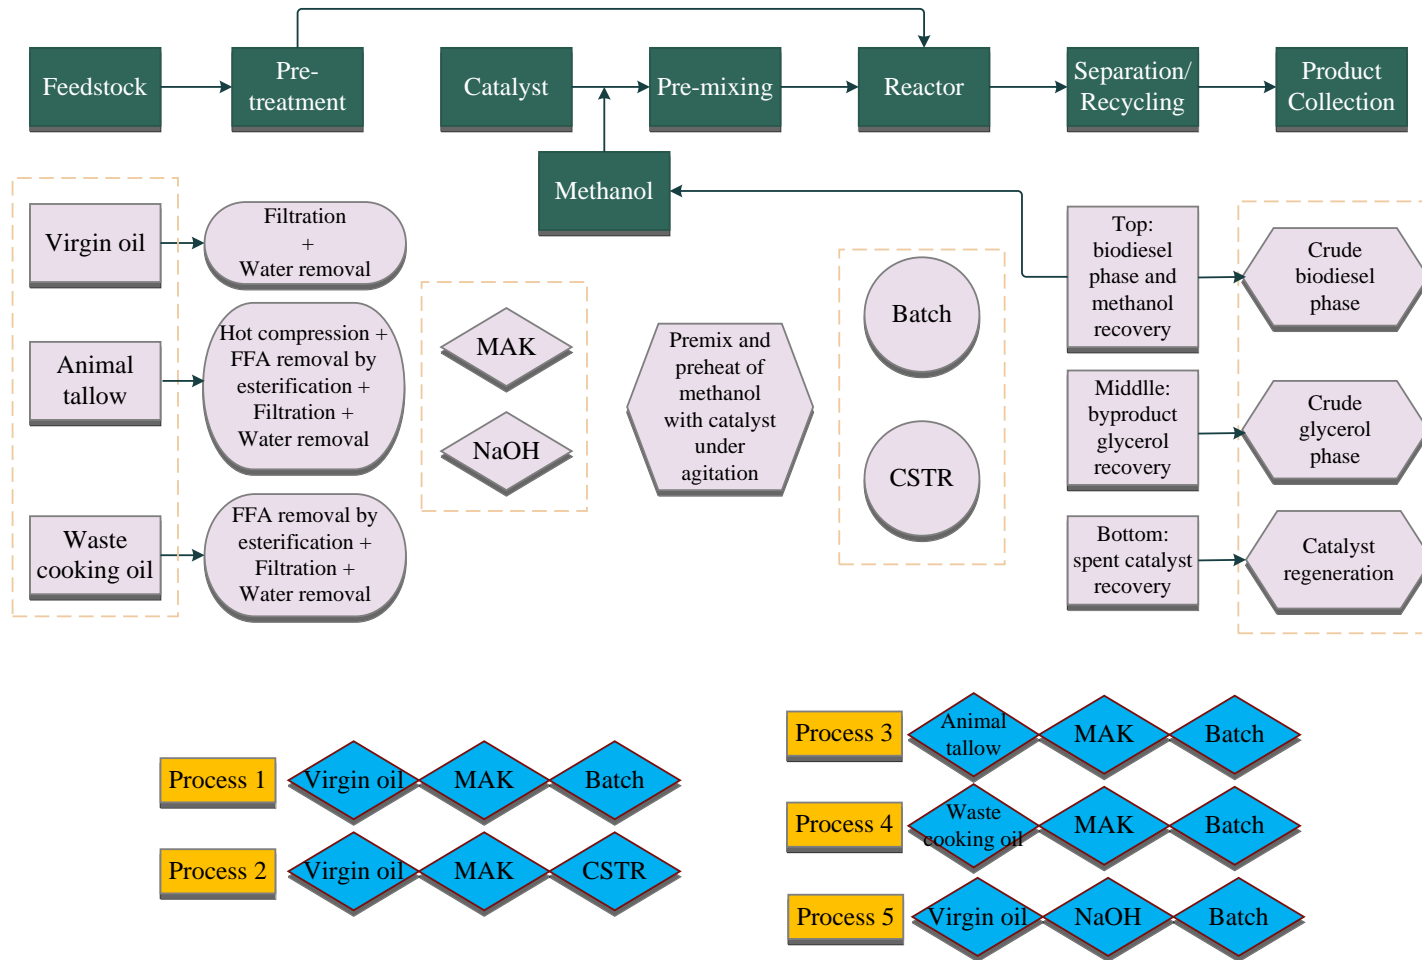 Feedstock
Pre-
treatment
Catalyst
Pre-mixing
Reactor
Separation/
Recycling
Product
Collection
Methanol
Virgin oil
Filtration
+
Water removal
Animal
tallow
Hot compression +
FFA removal by
esterification +
Filtration +
Water removal
Waste
cooking oil
FFA removal by
esterification +
Filtration +
Water removal
MAK
NaOH
Premix and
preheat of
methanol
with catalyst
under
agitation
Batch
CSTR
Top:
biodiesel
phase and
methanol
recovery
Crude
biodiesel
phase
Middlle:
byproduct
glycerol
recovery
Crude
glycerol
phase
Bottom:
spent catalyst
recovery
Catalyst
regeneration
Process 1
Virgin oil
MAK
Batch
Process 2
Virgin oil
MAK
CSTR
Process 3
Animal
tallow
MAK
Batch
Process 4
Waste
cooking oil
MAK
Batch
Process 5
Virgin oil
NaOH
Batch